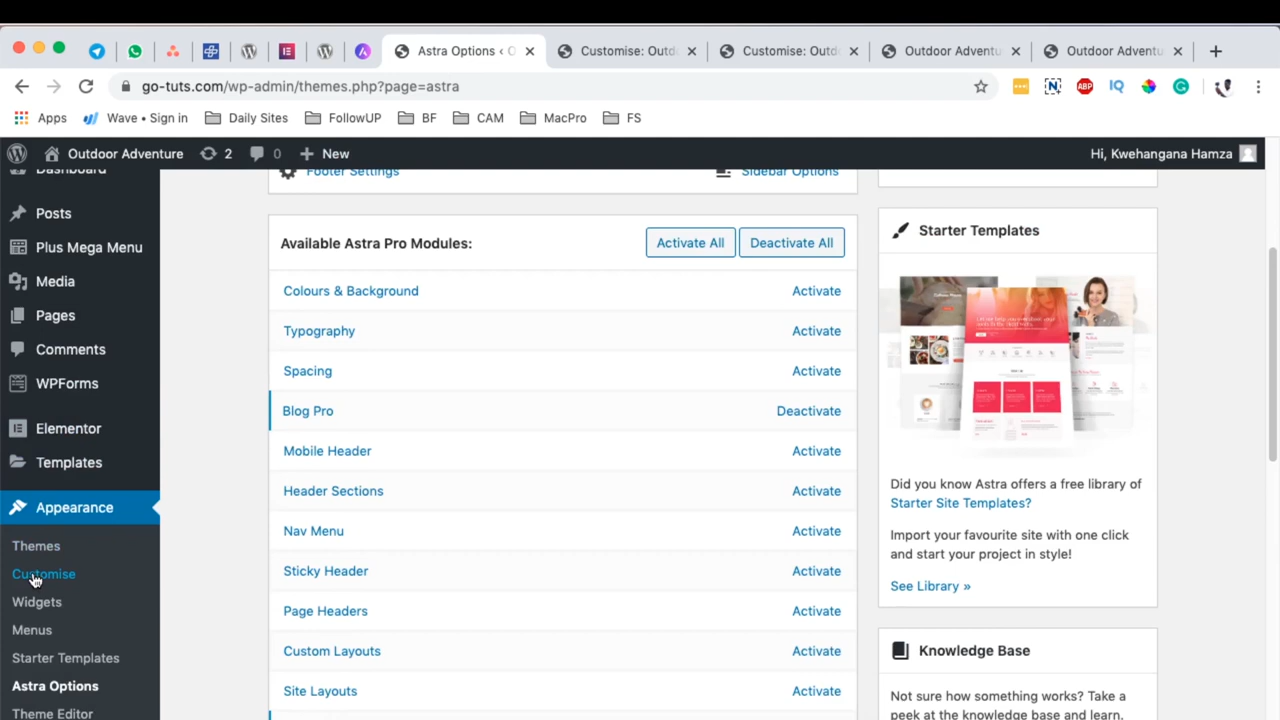 Astra Options ‹ O
Customise: Outd
Customise: Outd
Outdoor Adventu
Outdoor Adventu
go-tuts.com/wp-admin/themes.php?page=astra
Apps
Wave • Sign in
Daily Sites
FollowUP
BF
CAM
MacPro
FS
Outdoor Adventure
2
0
New
Hi, Kwehangana Hamza
Dashboard
Posts
Plus Mega Menu
Media
Pages
Comments
WPForms
Elementor
Templates
Appearance
Themes
Customise
Widgets
Menus
Starter Templates
Astra Options
Theme Editor
Footer Settings
Sidebar Options
Available Astra Pro Modules:
Activate All
Deactivate All
Colours & Background Activate
Typography Activate
Spacing Activate
Blog Pro Deactivate
Mobile Header Activate
Header Sections Activate
Nav Menu Activate
Sticky Header Activate
Page Headers Activate
Custom Layouts Activate
Site Layouts Activate
Starter Templates
Did you know Astra offers a free library of
Starter Site Templates?
Import your favourite site with one click
and start your project in style!
See Library »
Knowledge Base
Not sure how something works? Take a
peek at the knowledge base and learn.